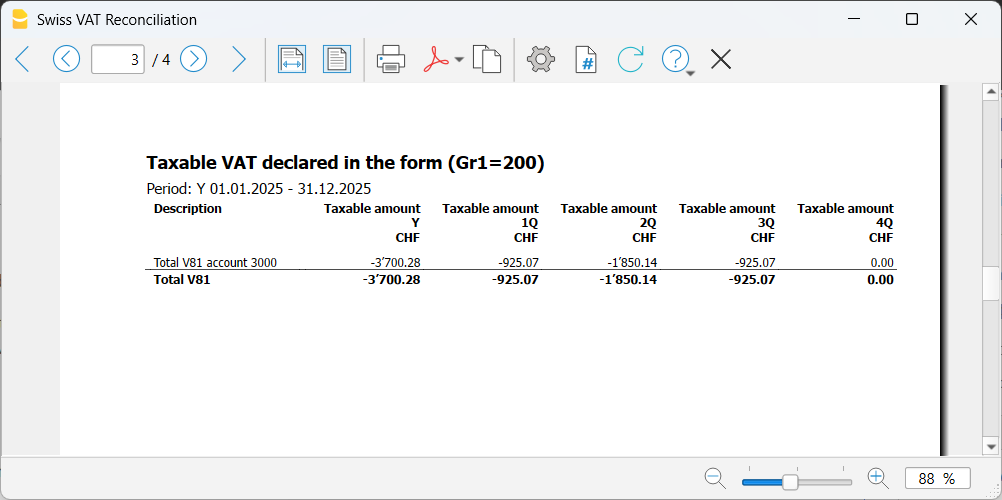 Swiss VAT Reconciliation
3 / 4
#
?
Taxable VAT declared in the form (Gr1=200)
Period: Y 01.01.2025 - 31.12.2025
Description Taxable amount Taxable amount Taxable amount Taxable amount Taxable amount
Y 1Q 2Q 3Q 4Q
CHF CHF CHF CHF CHF
Total V81 account 3000 -3’700.28 -925.07 -1’850.14 -925.07 0.00
Total V81 -3’700.28 -925.07 -1’850.14 -925.07 0.00
88 %